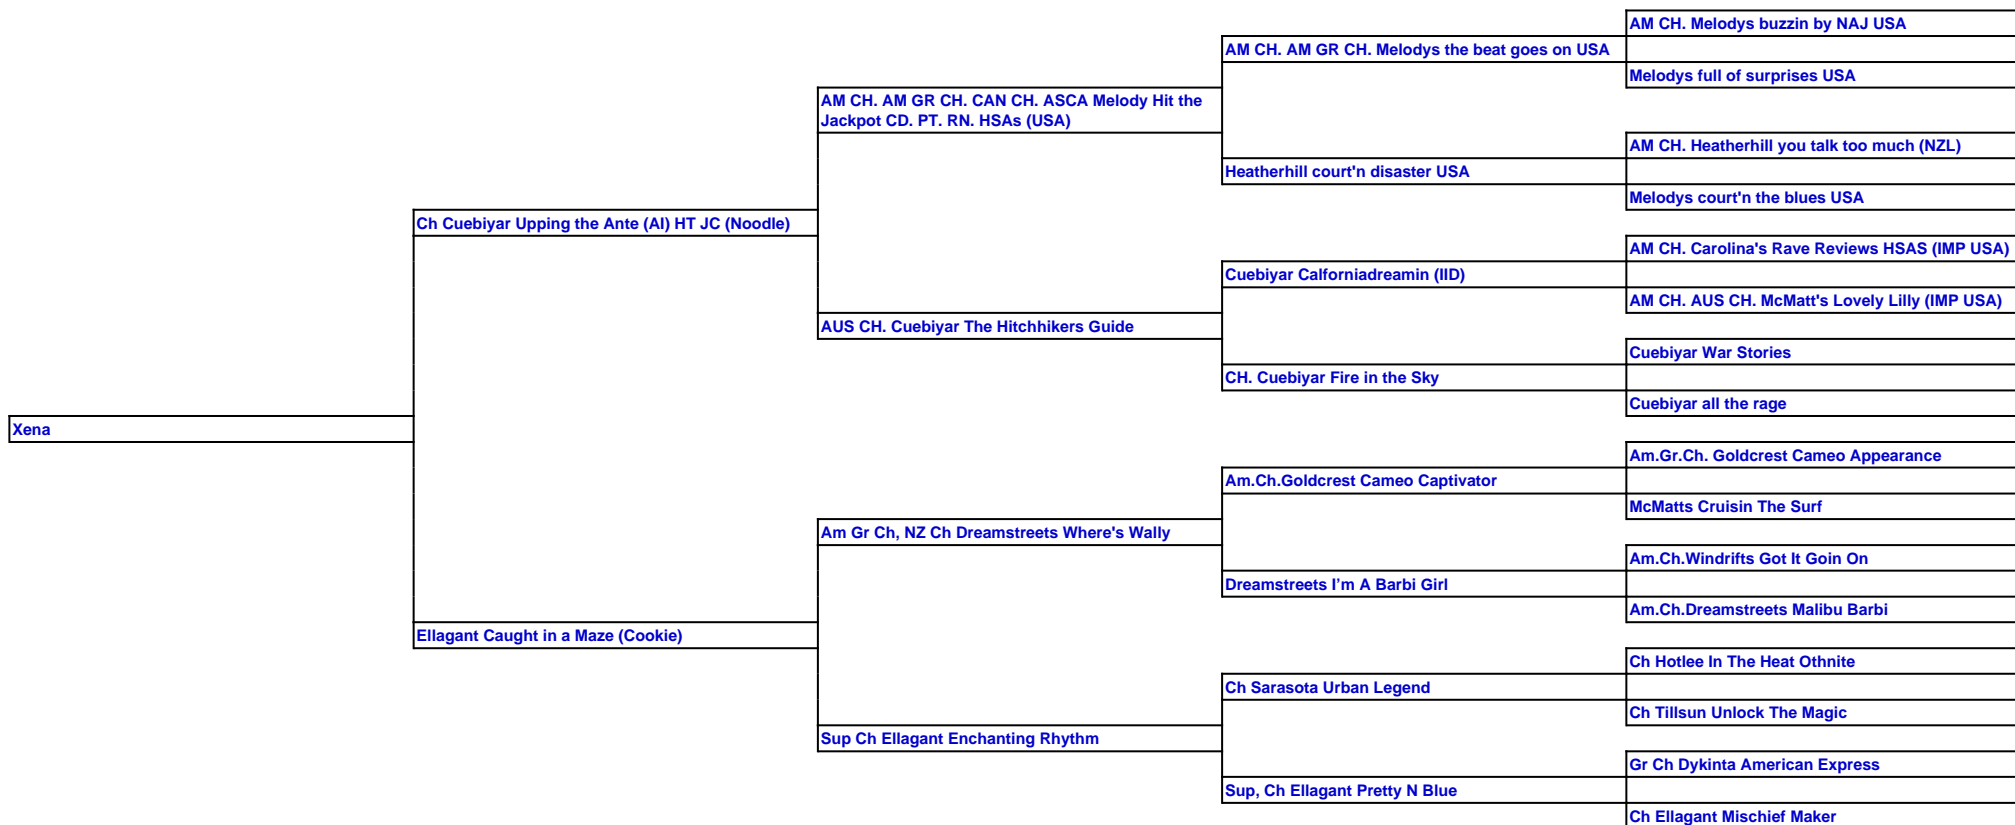 AM CH. Melodys buzzin by NAJ USA
AM CH. AM GR CH. Melodys the beat goes on USA
Melodys full of surprises USA
AM CH. AM GR CH. CAN CH. ASCA Melody Hit the
Jackpot CD. PT. RN. HSAs (USA)
AM CH. Heatherhill you talk too much (NZL)
Heatherhill court'n disaster USA
Melodys court'n the blues USA
Ch Cuebiyar Upping the Ante (AI) HT JC (Noodle)
AM CH. Carolina's Rave Reviews HSAS (IMP USA)
Cuebiyar Calforniadreamin (IID)
AM CH. AUS CH. McMatt's Lovely Lilly (IMP USA)
AUS CH. Cuebiyar The Hitchhikers Guide
Cuebiyar War Stories
CH. Cuebiyar Fire in the Sky
Cuebiyar all the rage
Xena
Am.Gr.Ch. Goldcrest Cameo Appearance
Am.Ch.Goldcrest Cameo Captivator
McMatts Cruisin The Surf
Am Gr Ch, NZ Ch Dreamstreets Where's Wally
Am.Ch.Windrifts Got It Goin On
Dreamstreets I’m A Barbi Girl
Am.Ch.Dreamstreets Malibu Barbi
Ellagant Caught in a Maze (Cookie)
Ch Hotlee In The Heat Othnite
Ch Sarasota Urban Legend
Ch Tillsun Unlock The Magic
Sup Ch Ellagant Enchanting Rhythm
Gr Ch Dykinta American Express
Sup, Ch Ellagant Pretty N Blue
Ch Ellagant Mischief Maker